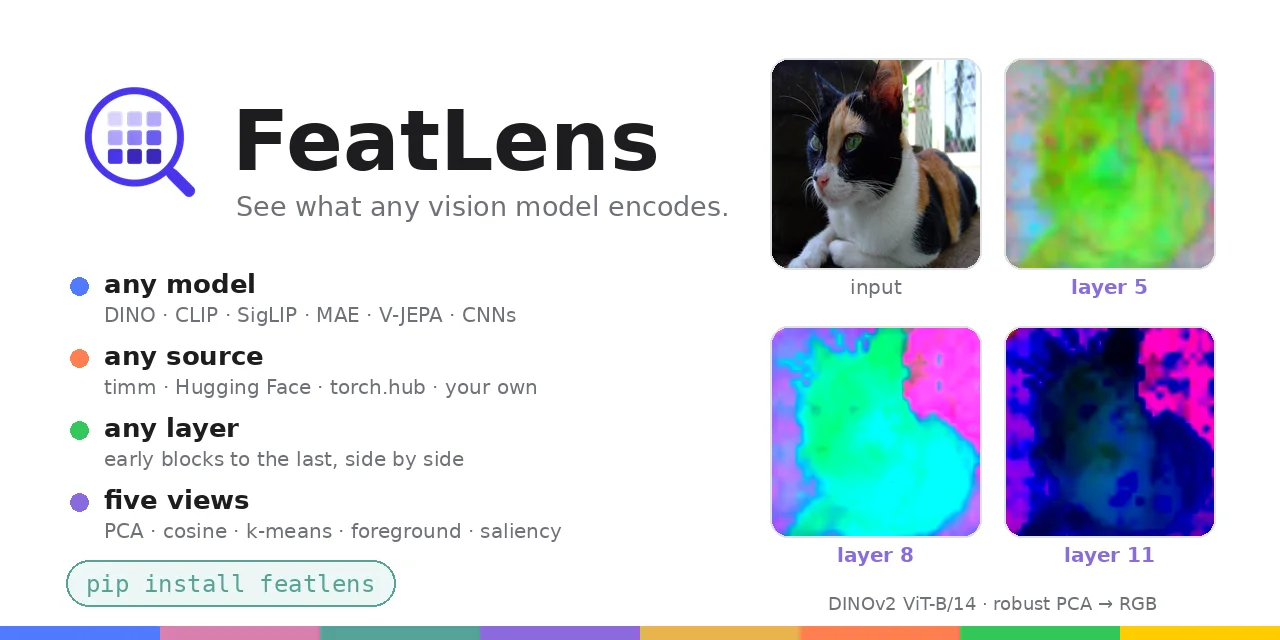 FeatLens
See what any vision model encodes.
any model
DINO · CLIP · SigLIP · MAE · V-JEPA · CNNs
any source
timm · Hugging Face · torch.hub · your own
any layer
early blocks to the last, side by side
five views
PCA · cosine · k-means · foreground · saliency
pip install featlens
input
layer 5
layer 8
layer 11
DINOv2 ViT-B/14 · robust PCA → RGB